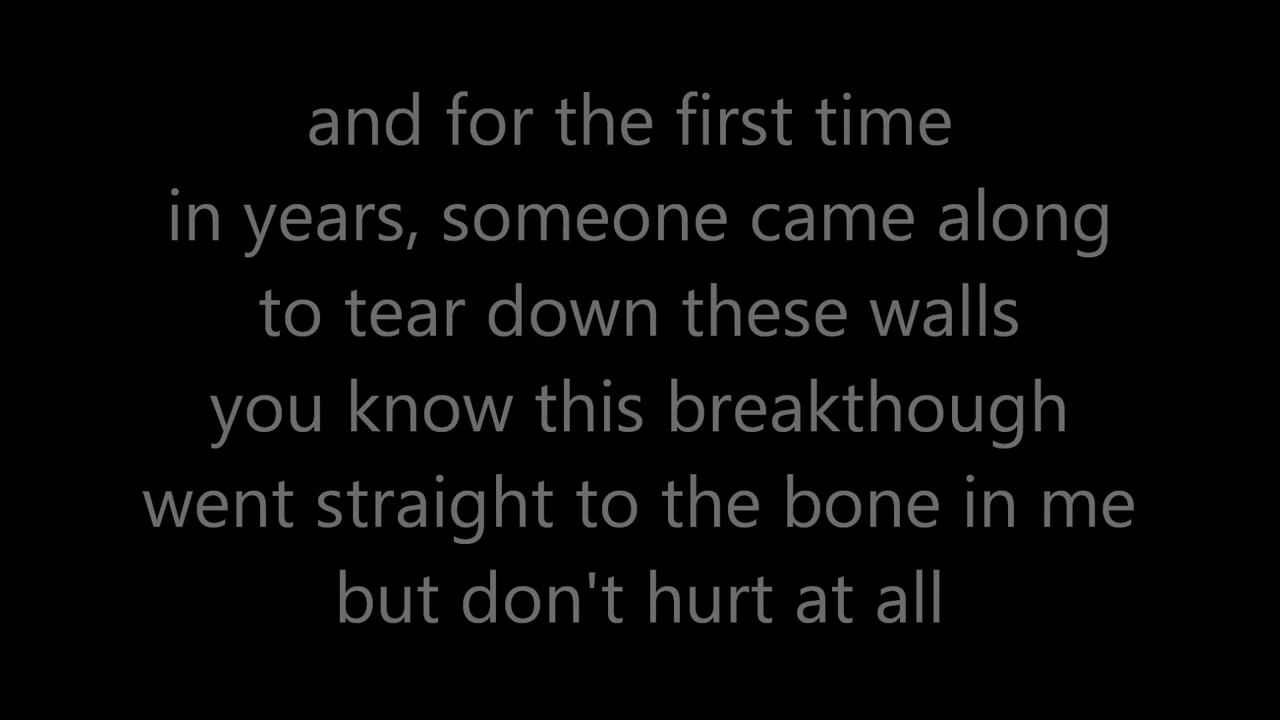 and for the first time
in years, someone came along
to tear down these walls
you know this breakthough
went straight to the bone in me
but don't hurt at all